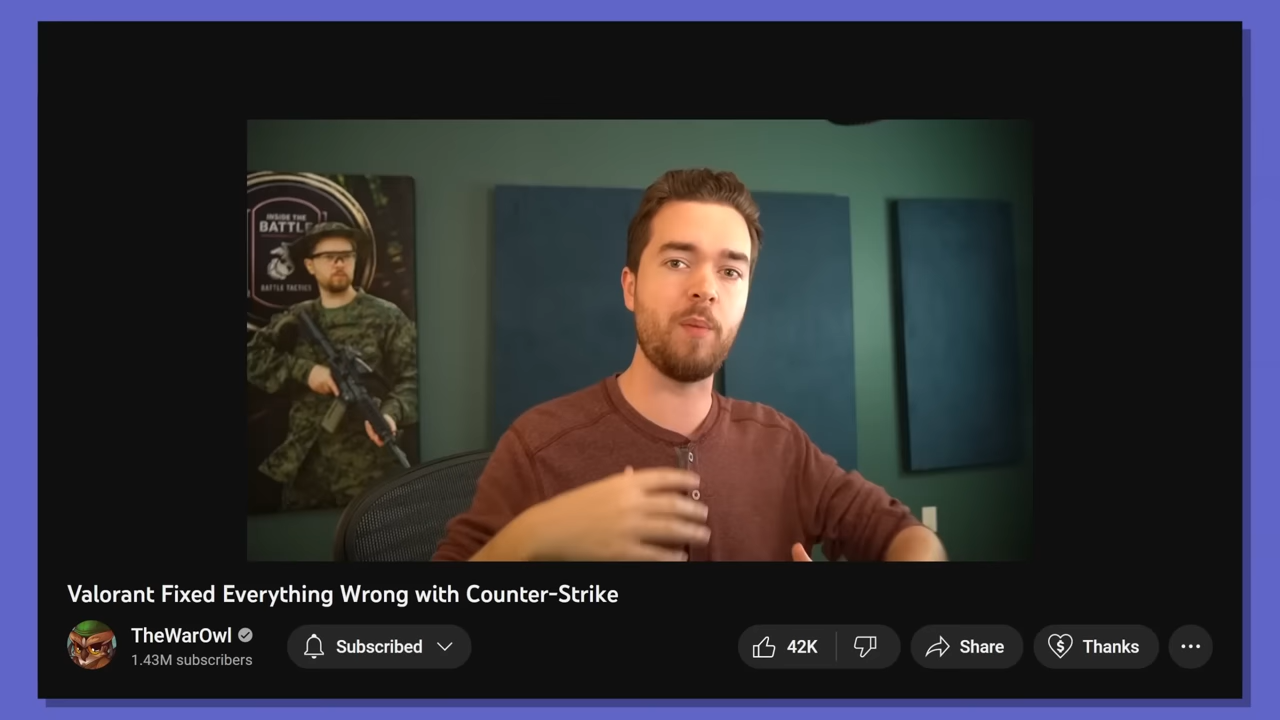 INSIDE THE
BATTLE
BATTLE TACTICS
Valorant Fixed Everything Wrong with Counter-Strike
TheWarOwl
1.43M subscribers
Subscribed
42K
Share
Thanks